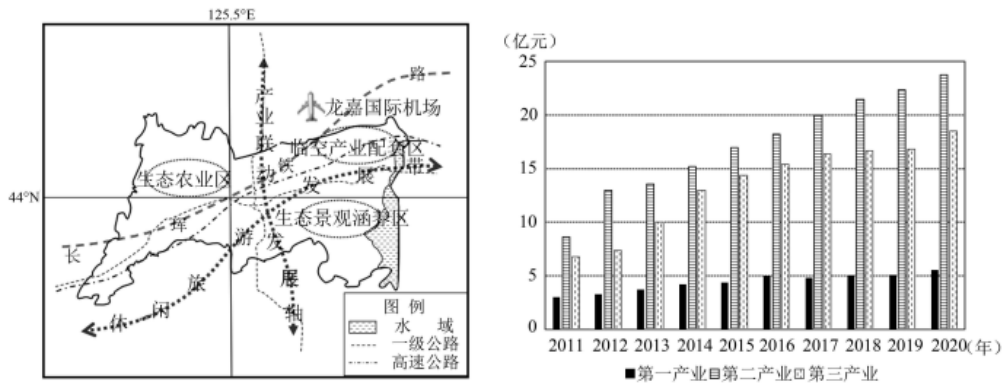 125.5°E
44°N
路
龙嘉国际机场
产业联动发展轴
临空产业配套区
铁
生态农业区
生态景观涵养区
长
珲
休闲旅游发展带
图 例
水 域
一级公路
高速公路
(亿元)
25
20
15
10
5
0
2011 2012 2013 2014 2015 2016 2017 2018 2019 2020(年)
■第一产业 第二产业 第三产业